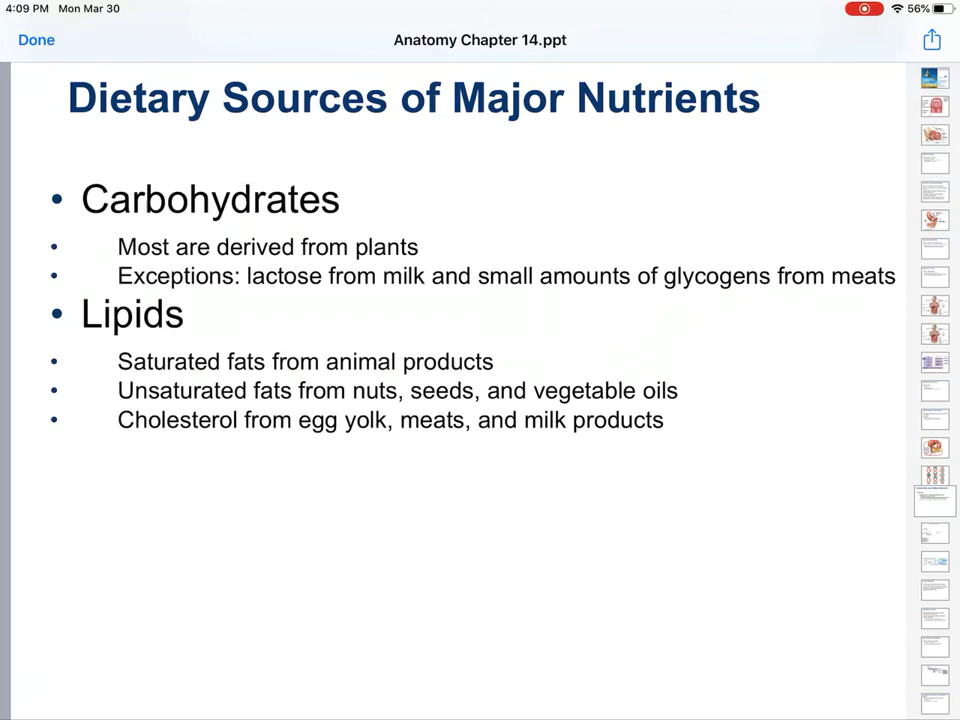 4:09 PM Mon Mar 30
56%
Done
Anatomy Chapter 14.ppt
Dietary Sources of Major Nutrients
• Carbohydrates
• Most are derived from plants
• Exceptions: lactose from milk and small amounts of glycogens from meats
• Lipids
• Saturated fats from animal products
• Unsaturated fats from nuts, seeds, and vegetable oils
• Cholesterol from egg yolk, meats, and milk products